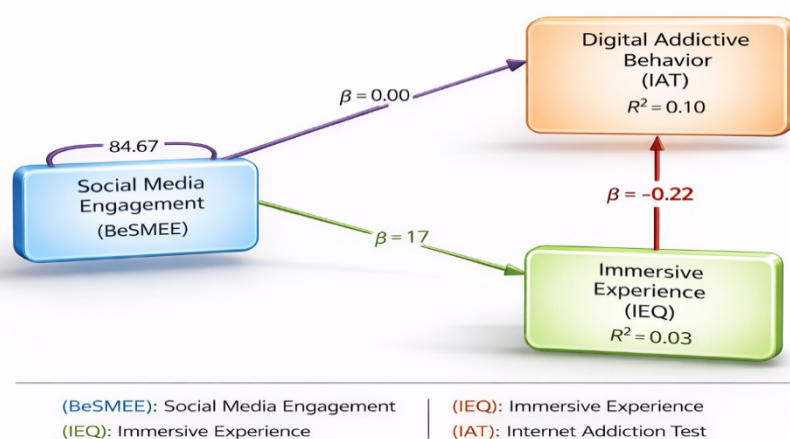 Digital Addictive
Behavior
(IAT)
R² = 0.10
β = 0.00
84.67
Social Media
Engagement
(BeSMEE)
β = –0.22
β = 17
Immersive
Experience
(IEQ)
R² = 0.03
(BeSMEE): Social Media Engagement
(IEQ): Immersive Experience
(IEQ): Immersive Experience
(IAT): Internet Addiction Test